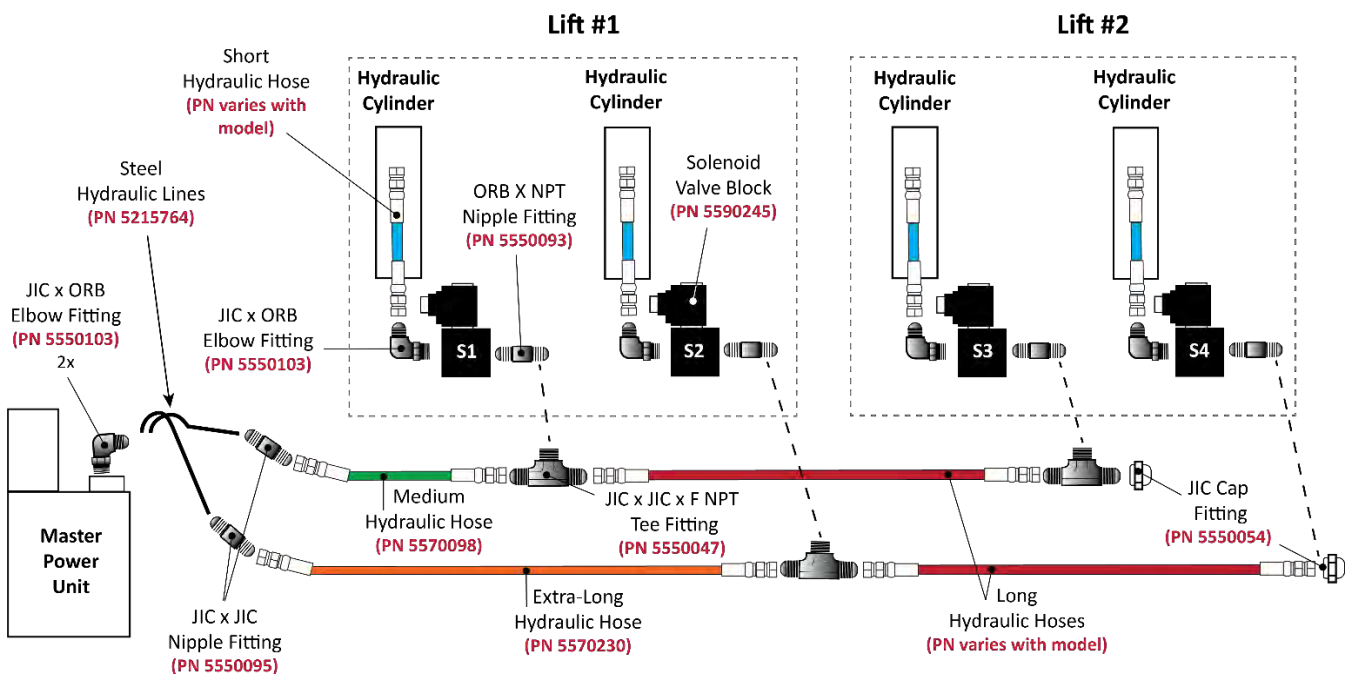 Lift #1
Lift #2
Short
Hydraulic Hose
(PN varies with
model)
Hydraulic
Cylinder
Hydraulic
Cylinder
Hydraulic
Cylinder
Hydraulic
Cylinder
Steel
Hydraulic Lines
(PN 5215764)
ORB X NPT
Nipple Fitting
(PN 5550093)
Solenoid
Valve Block
(PN 5590245)
JIC x ORB
Elbow Fitting
(PN 5550103)
2x
JIC x ORB
Elbow Fitting
(PN 5550103)
S1
S2
S3
S4
Medium
Hydraulic Hose
(PN 5570098)
JIC x JIC x F NPT
Tee Fitting
(PN 5550047)
JIC Cap
Fitting
(PN 5550054)
Master
Power
Unit
JIC x JIC
Nipple Fitting
(PN 5550095)
Extra-Long
Hydraulic Hose
(PN 5570230)
Long
Hydraulic Hoses
(PN varies with model)